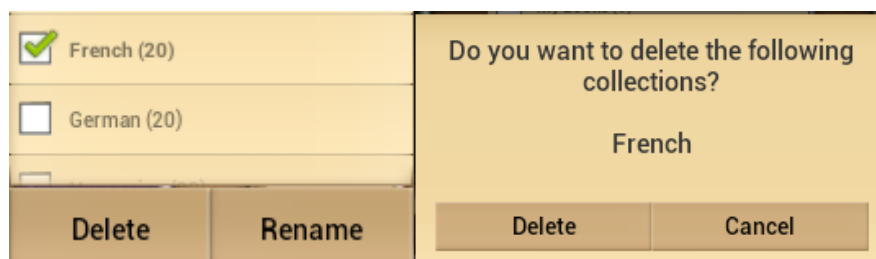 French (20)
German (20)
Delete
Rename
Do you want to delete the following
collections?
French
Delete
Cancel